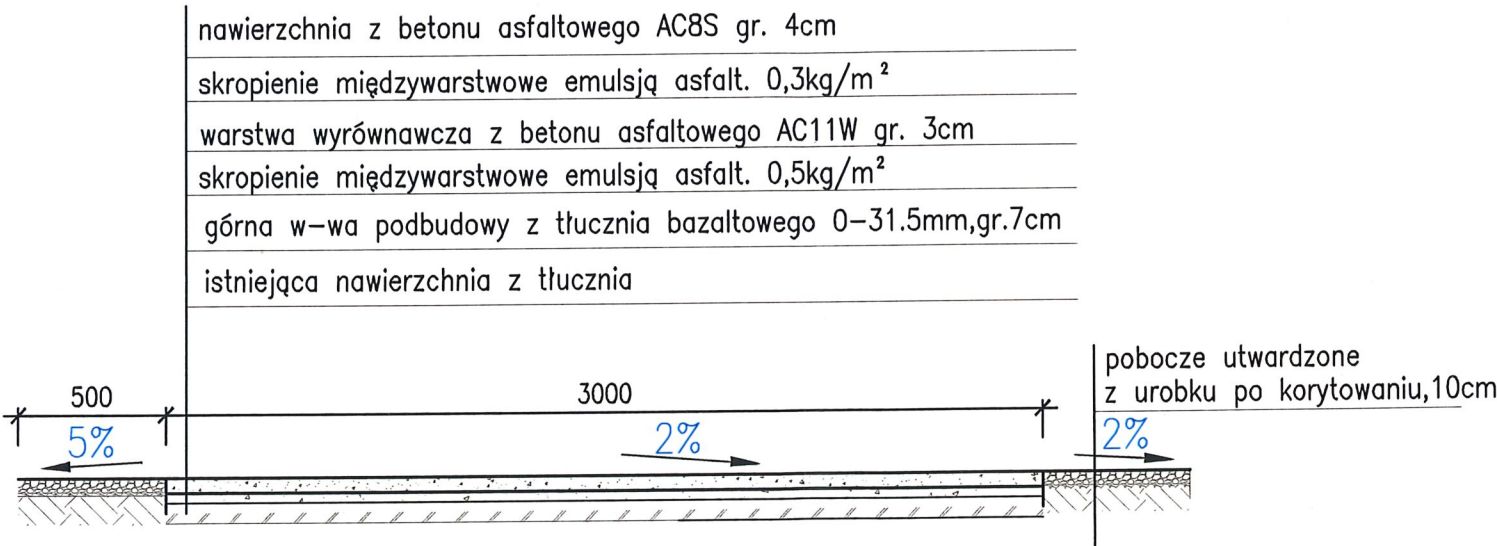 nawierzchnia z betonu asfaltowego AC8S gr. 4cm
skropienie międzywarstwowe emulsją asfalt. 0,3kg/m²
warstwa wyrównawcza z betonu asfaltowego AC11W gr. 3cm
skropienie międzywarstwowe emulsją asfalt. 0,5kg/m²
górna w-wa podbudowy z tłucznia bazaltowego 0-31.5mm,gr.7cm
istniejąca nawierzchnia z tłucznia
pobocze utwardzone
z urobku po korytowaniu,10cm
500
3000
5%
2%
2%